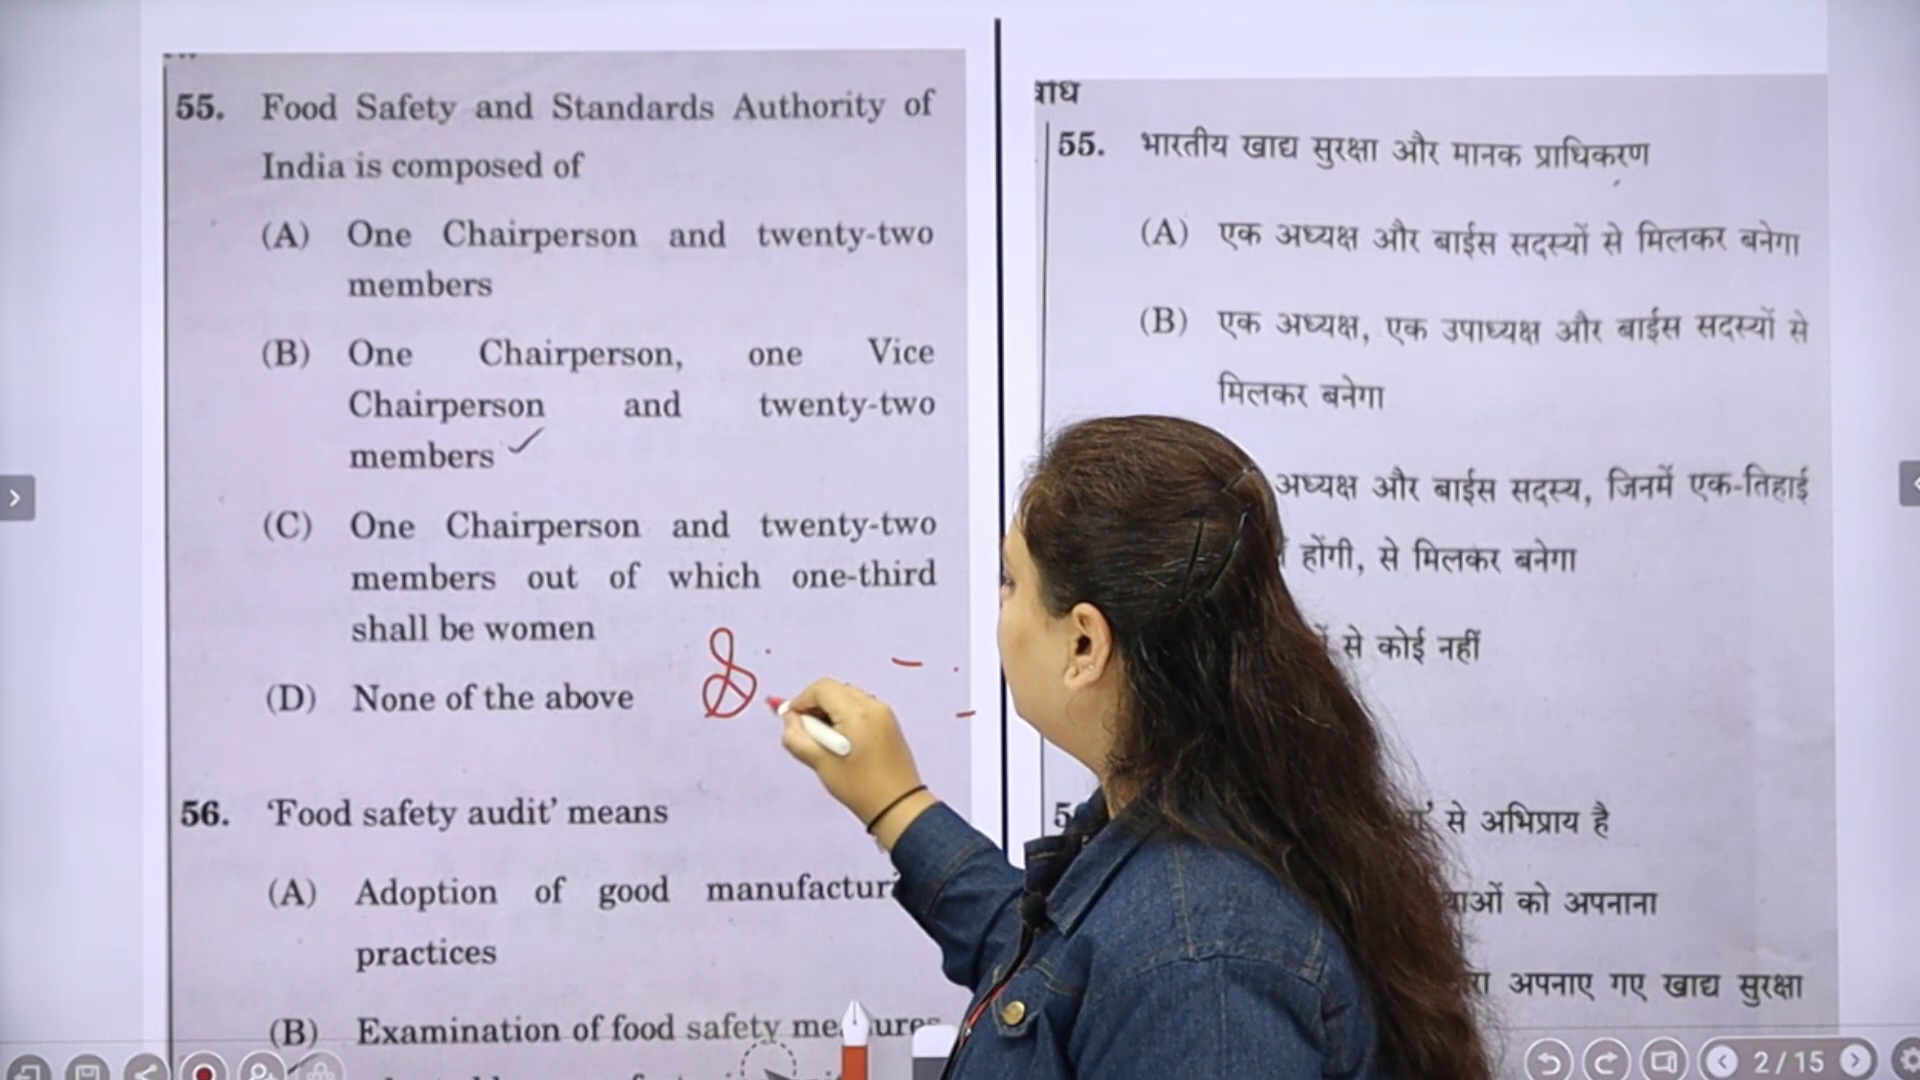 55. Food Safety and Standards Authority of
India is composed of
(A) One Chairperson and twenty-two
members
(B) One Chairperson, one Vice
Chairperson and twenty-two
members
(C) One Chairperson and twenty-two
members out of which one-third
shall be women
(D) None of the above
56. ‘Food safety audit’ means
(A) Adoption of good
practices
(B) Examination of food safety
55. भारतीय खाद्य सुरक्षा और मानक प्राधिकरण
(A) एक अध्यक्ष और बाईस सदस्यों से मिलकर बनेगा
(B) एक अध्यक्ष, एक उपाध्यक्ष और बाईस सदस्यों से
मिलकर बनेगा
अध्यक्ष और बाईस सदस्य, जिनमें एक-तिहाई
होंगी, से मिलकर बनेगा
से कोई नहीं
से अभिप्राय है
को अपनाना
अपनाए गए खाद्य सुरक्षा
2/15